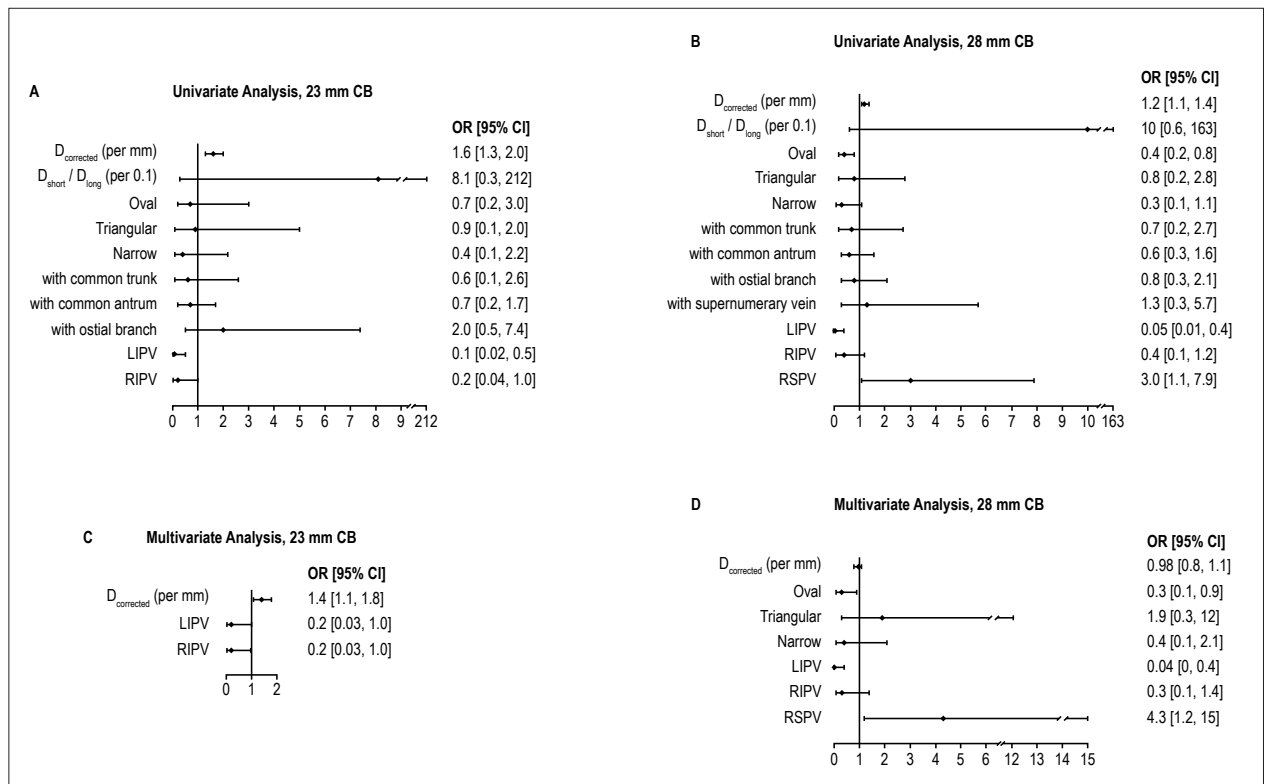 A Univariate Analysis, 23 mm CB
OR [95% CI]
Dcorrected (per mm) 1.6 [1.3, 2.0]
Dshort / Dlong (per 0.1) 8.1 [0.3, 212]
Oval 0.7 [0.2, 3.0]
Triangular 0.9 [0.1, 2.0]
Narrow 0.4 [0.1, 2.2]
with common trunk 0.6 [0.1, 2.6]
with common antrum 0.7 [0.2, 1.7]
with ostial branch 2.0 [0.5, 7.4]
LIPV 0.1 [0.02, 0.5]
RIPV 0.2 [0.04, 1.0]
0 1 2 3 4 5 6 7 8 9 212
B Univariate Analysis, 28 mm CB
OR [95% CI]
Dcorrected (per mm) 1.2 [1.1, 1.4]
Dshort / Dlong (per 0.1) 10 [0.6, 163]
Oval 0.4 [0.2, 0.8]
Triangular 0.8 [0.2, 2.8]
Narrow 0.3 [0.1, 1.1]
with common trunk 0.7 [0.2, 2.7]
with common antrum 0.6 [0.3, 1.6]
with ostial branch 0.8 [0.3, 2.1]
with supernumerary vein 1.3 [0.3, 5.7]
LIPV 0.05 [0.01, 0.4]
RIPV 0.4 [0.1, 1.2]
RSPV 3.0 [1.1, 7.9]
0 1 2 3 4 5 6 7 8 9 10 163
C Multivariate Analysis, 23 mm CB
OR [95% CI]
Dcorrected (per mm) 1.4 [1.1, 1.8]
LIPV 0.2 [0.03, 1.0]
RIPV 0.2 [0.03, 1.0]
0 1 2
D Multivariate Analysis, 28 mm CB
OR [95% CI]
Dcorrected (per mm) 0.98 [0.8, 1.1]
Oval 0.3 [0.1, 0.9]
Triangular 1.9 [0.3, 12]
Narrow 0.4 [0.1, 2.1]
LIPV 0.04 [0, 0.4]
RIPV 0.3 [0.1, 1.4]
RSPV 4.3 [1.2, 15]
0 1 2 3 4 5 6 12 13 14 15